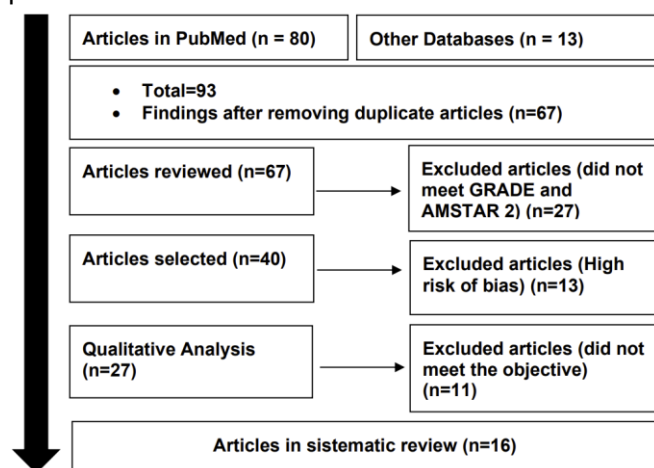 Articles in PubMed (n = 80)
Other Databases (n = 13)
• Total=93
• Findings after removing duplicate articles (n=67)
Articles reviewed (n=67)
Excluded articles (did not
meet GRADE and
AMSTAR 2) (n=27)
Articles selected (n=40)
Excluded articles (High
risk of bias) (n=13)
Qualitative Analysis
(n=27)
Excluded articles (did not
meet the objective)
(n=11)
Articles in sistematic review (n=16)